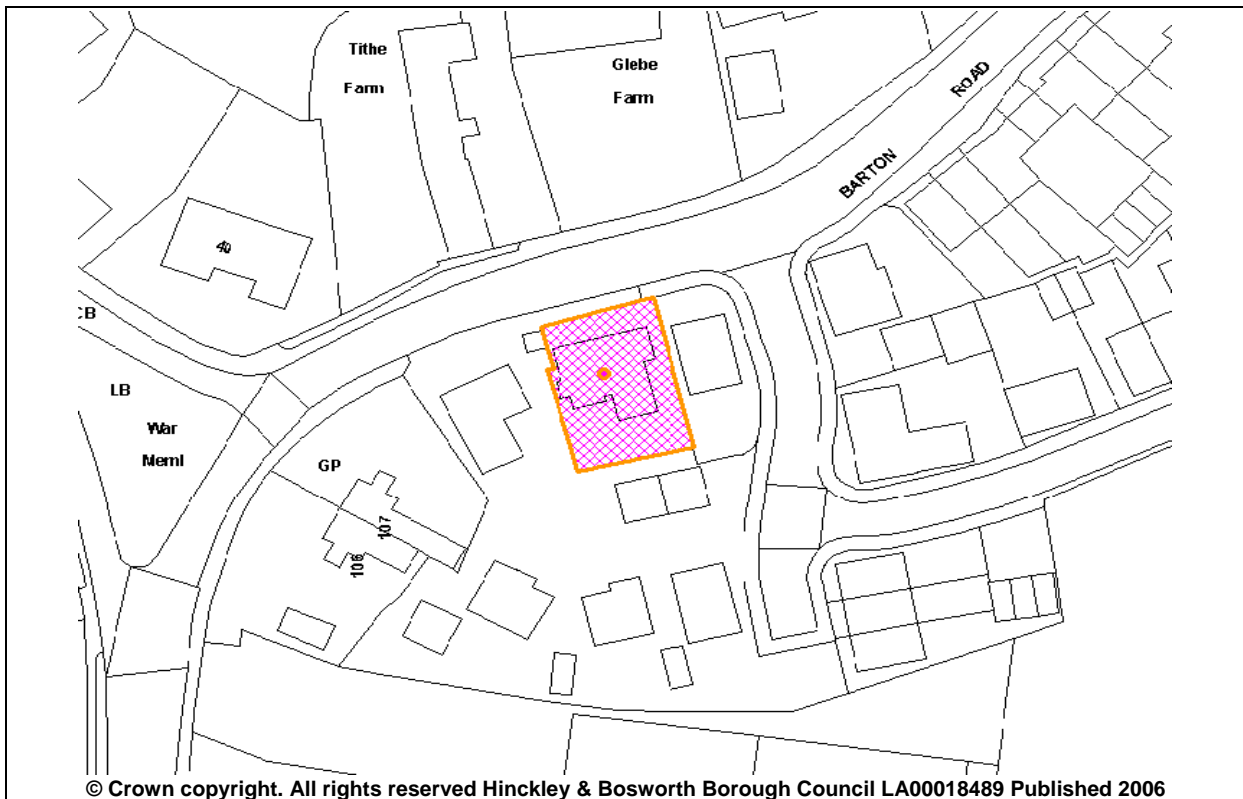 Tithe
Farm
Glebe
Farm
BARTON ROAD
40
CB
LB
War
Meml
GP
107
106
© Crown copyright. All rights reserved Hinckley & Bosworth Borough Council LA00018489 Published 2006